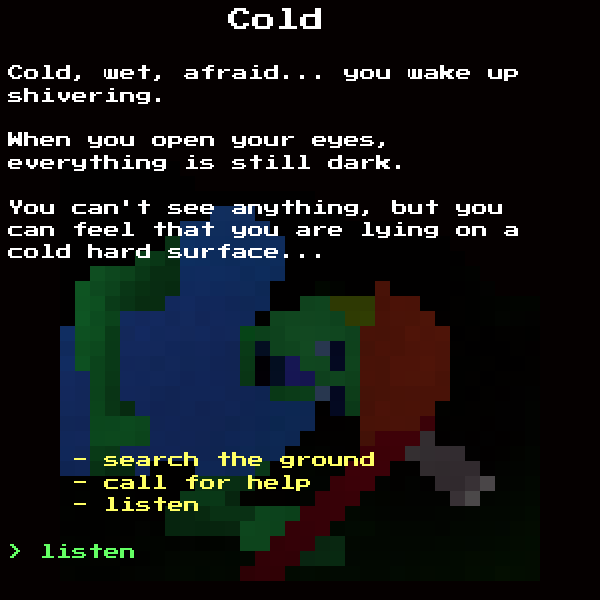 Cold
Cold, wet, afraid... you wake up
shivering.
When you open your eyes,
everything is still dark.
You can't see anything, but you
can feel that you are lying on a
cold hard surface...
- search the ground
- call for help
- listen
> listen